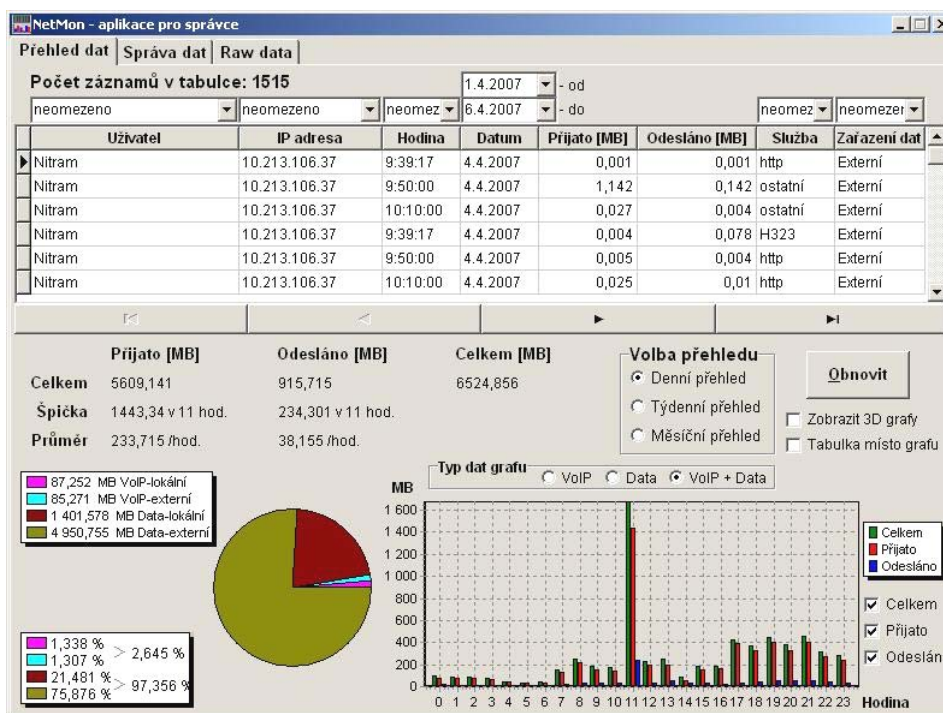 NetMon - aplikace pro správce
Přehled dat Správa dat Raw data
Počet záznamů v tabulce: 1515 1.4.2007 - od
neomezeno neomezeno neomez 6.4.2007 - do neomez neomezer
Uživatel IP adresa Hodina Datum Přijato [MB] Odesláno [MB] Služba Zařazení dat
Nitram 10.213.106.37 9:39:17 4.4.2007 0,001 0,001 http Externí
Nitram 10.213.106.37 9:50:00 4.4.2007 1,142 0,142 ostatní Externí
Nitram 10.213.106.37 10:10:00 4.4.2007 0,027 0,004 ostatní Externí
Nitram 10.213.106.37 9:39:17 4.4.2007 0,004 0,078 H323 Externí
Nitram 10.213.106.37 9:50:00 4.4.2007 0,005 0,004 http Externí
Nitram 10.213.106.37 10:10:00 4.4.2007 0,025 0,01 http Externí
Přijato [MB] Odesláno [MB] Celkem [MB]
Celkem 5609,141 915,715 6524,856
Špička 1443,34 v 11 hod. 234,301 v 11 hod.
Průměr 233,715 /hod. 38,155 /hod.
Volba přehledu
Denní přehled
Týdenní přehled
Měsíční přehled
Obnovit
Zobrazit 3D grafy
Tabulka místo grafu
Typ dat grafu VoIP Data VoIP + Data
87,252 MB VoIP-lokální
85,271 MB VoIP-externí
1 401,578 MB Data-lokální
4 950,755 MB Data-externí
1,338 %
1,307 %
> 2,645 %
21,481 %
75,876 %
> 97,356 %
MB
1 600
1 400
1 200
1 000
800
600
400
200
0
0 1 2 3 4 5 6 7 8 9 10 11 12 13 14 15 16 17 18 19 20 21 22 23 Hodina
Celkem
Přijato
Odesláno
Celkem
Přijato
Odeslán